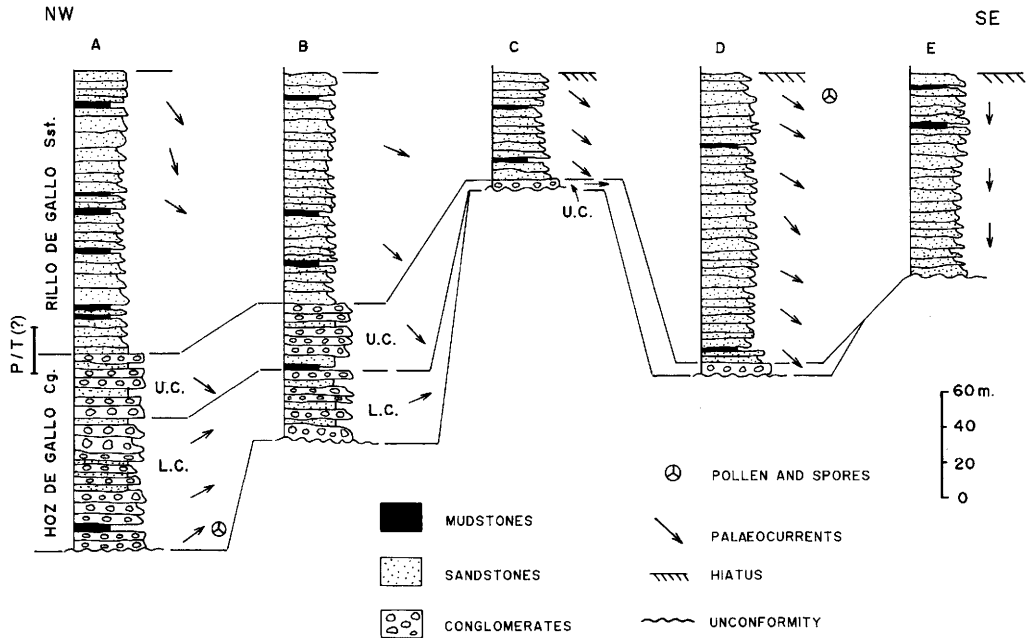 NW
SE
A
B
C
D
E
RILLO DE GALLO Sst.
P/T(?)
HOZ DE GALLO Cg.
U.C.
L.C.
U.C.
L.C.
U.C.
60 m.
40
20
0
POLLEN AND SPORES
MUDSTONES
PALAEOCURRENTS
SANDSTONES
HIATUS
CONGLOMERATES
UNCONFORMITY